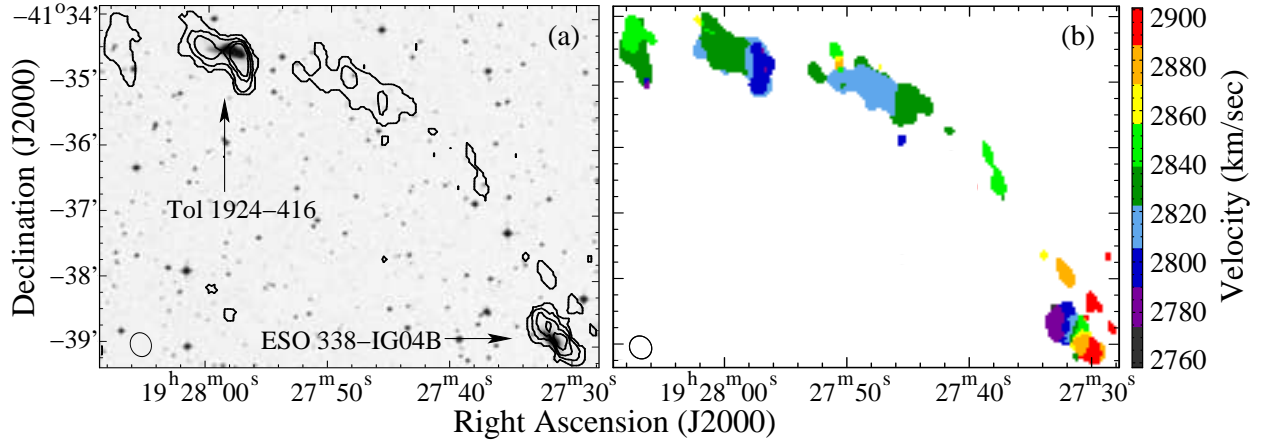 −41°34′
−35′
−36′
−37′
−38′
−39′
Declination (J2000)
(a)
Tol 1924−416
ESO 338−IG04B
19ʰ28ᵐ00ˢ
27ᵐ50ˢ
27ᵐ40ˢ
27ᵐ30ˢ
(b)
19ʰ28ᵐ00ˢ
27ᵐ50ˢ
27ᵐ40ˢ
27ᵐ30ˢ
Right Ascension (J2000)
2900
2880
2860
2840
2820
2800
2780
2760
Velocity (km/sec)